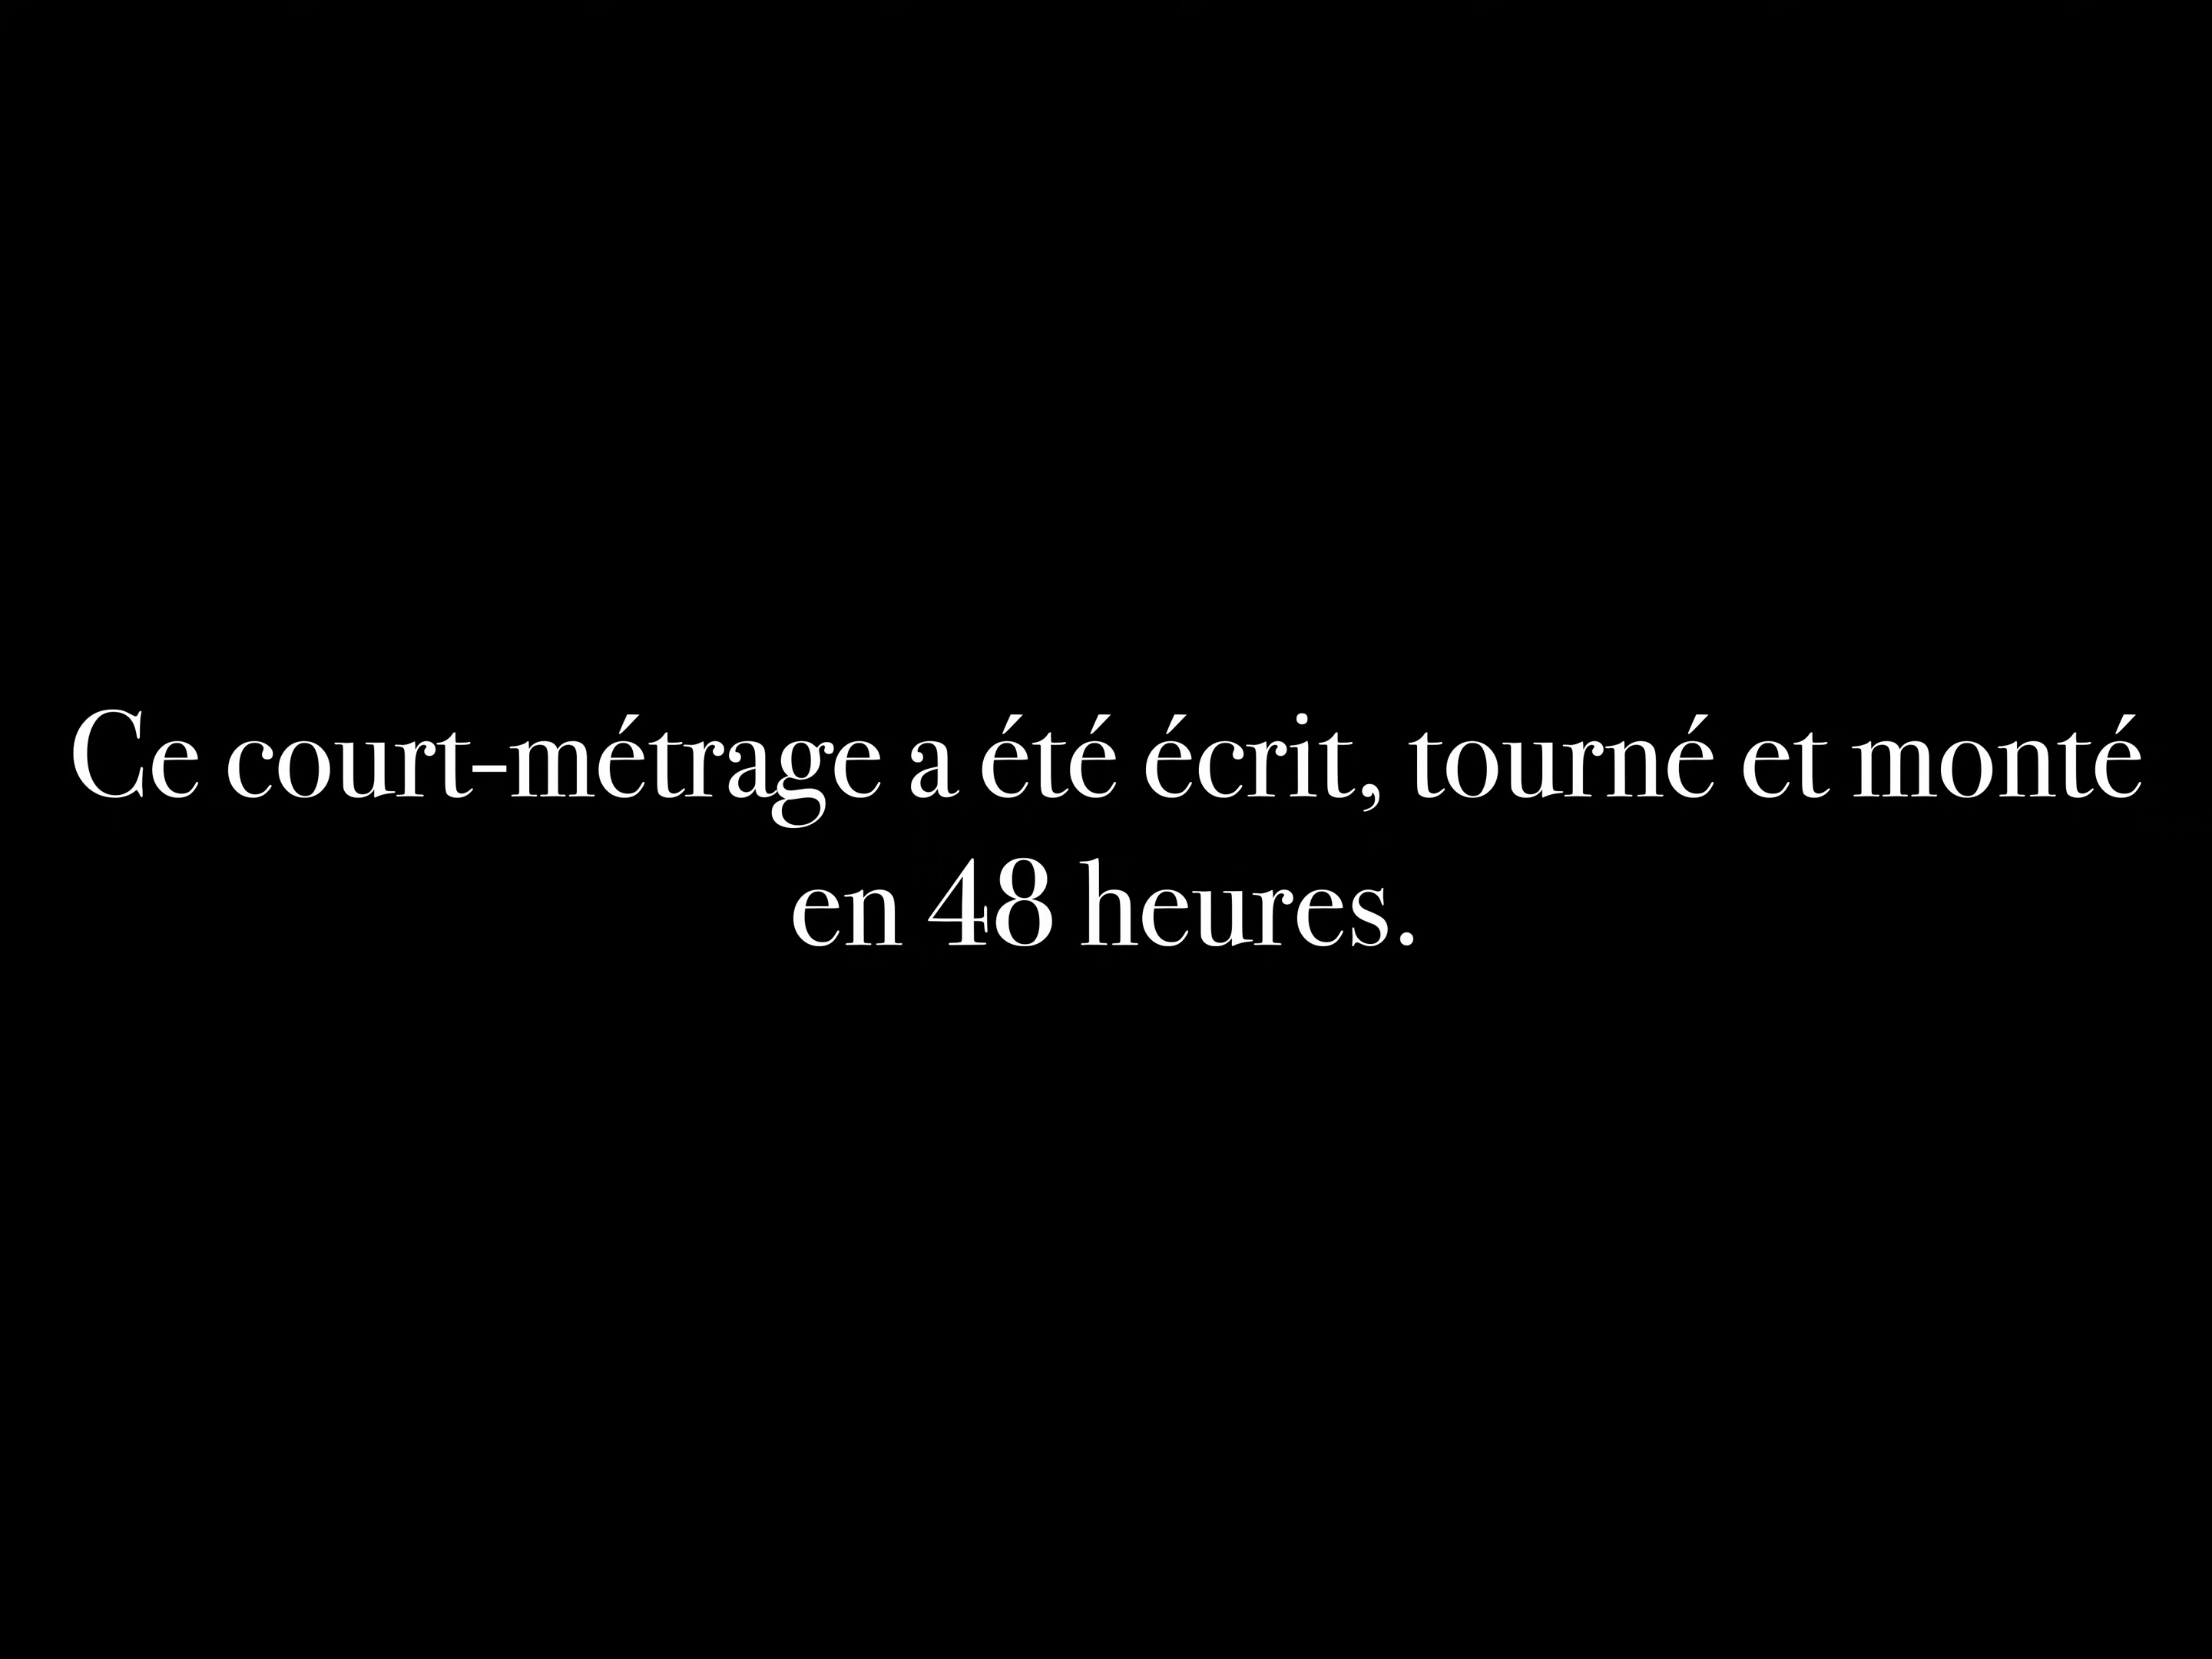 Ce court-métrage a été écrit, tourné et monté
en 48 heures.